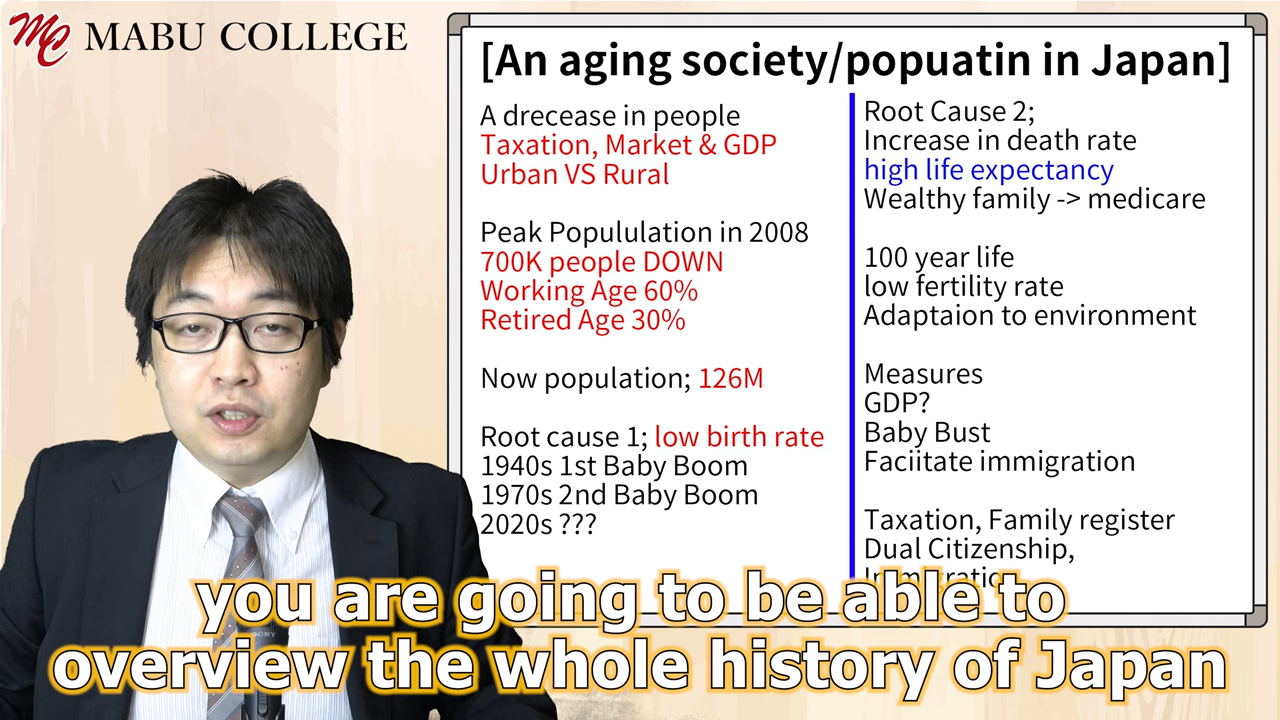 MC MABU COLLEGE
[An aging society/popuatin in Japan]
A drecease in people
Taxation, Market & GDP
Urban VS Rural
Peak Popululation in 2008
700K people DOWN
Working Age 60%
Retired Age 30%
Now population; 126M
Root cause 1; low birth rate
1940s 1st Baby Boom
1970s 2nd Baby Boom
2020s ???
Root Cause 2;
Increase in death rate
high life expectancy
Wealthy family -> medicare
100 year life
low fertility rate
Adaptaion to environment
Measures
GDP?
Baby Bust
Faciitate immigration
Taxation, Family register
Dual Citizenship,
SONY
you are going to be able to
overview the whole history of Japan